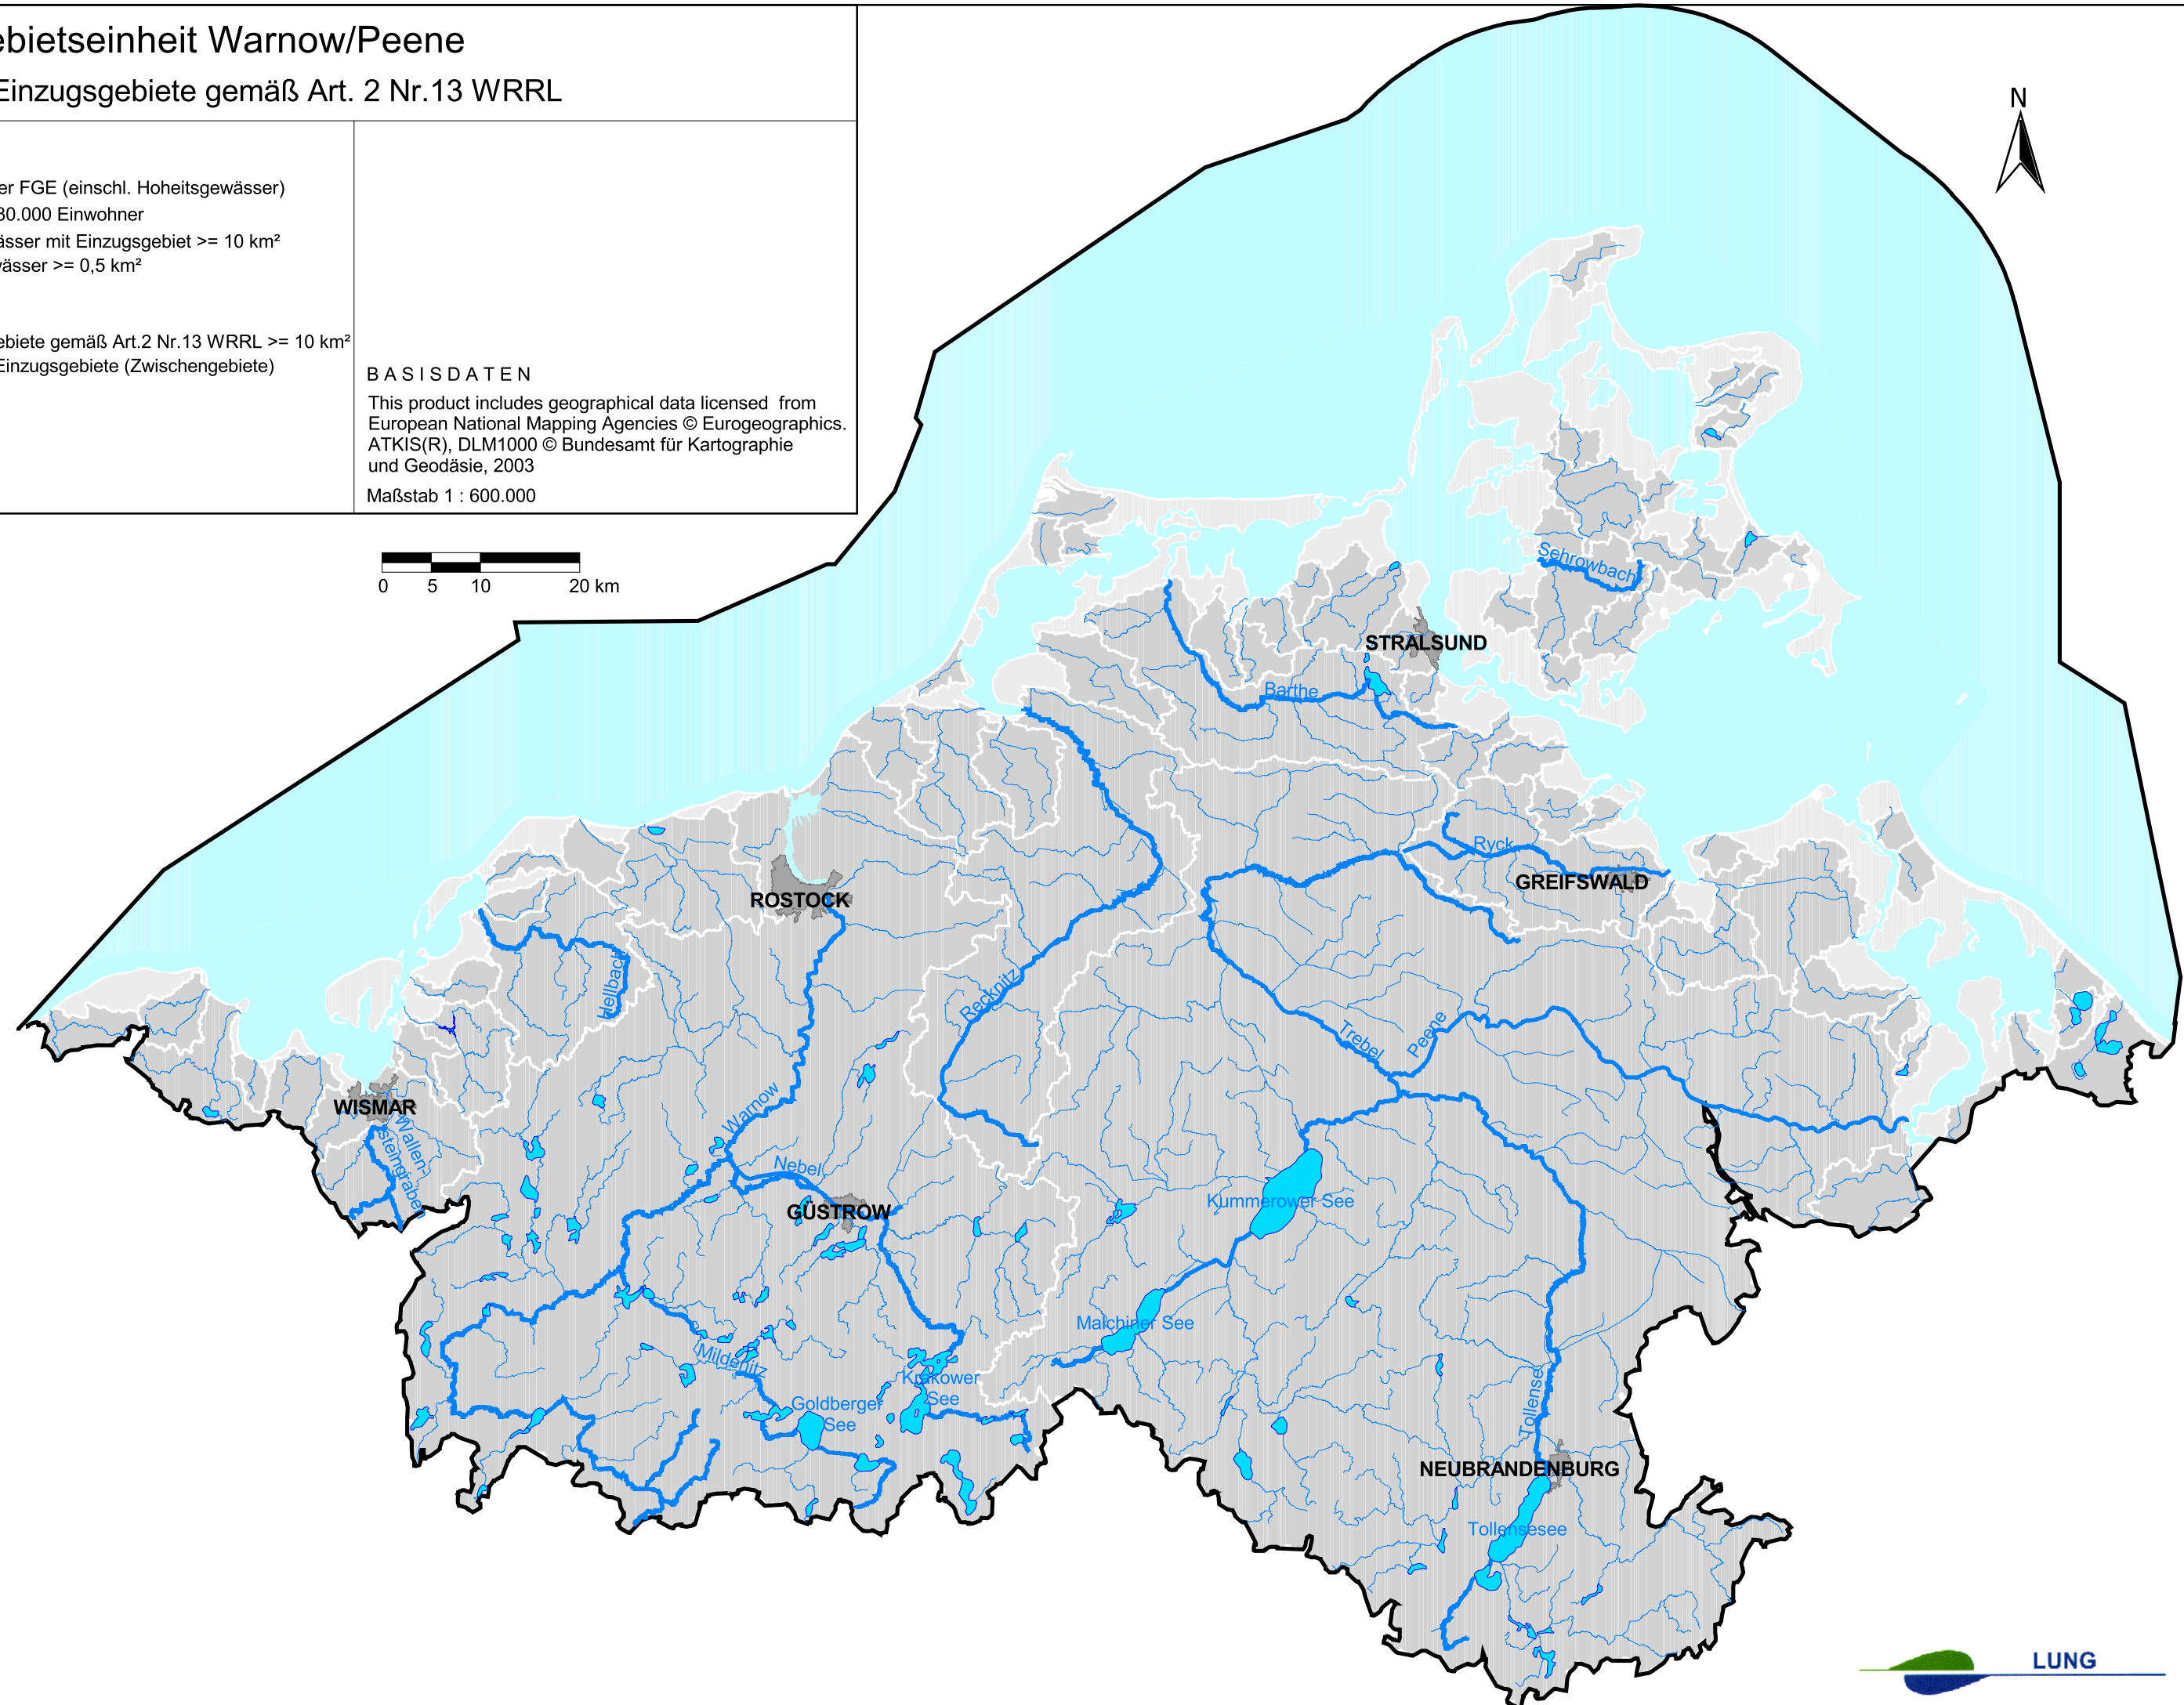 ebietseinheit Warnow/Peene
Einzugsgebiete gemäß Art. 2 Nr.13 WRRL
er FGE (einschl. Hoheitsgewässer)
30.000 Einwohner
ässer mit Einzugsgebiet >= 10 km²
wässer >= 0,5 km²
ebiete gemäß Art.2 Nr.13 WRRL >= 10 km²
Einzugsgebiete (Zwischengebiete)
BASISDATEN
This product includes geographical data licensed from
European National Mapping Agencies © Eurogeographics.
ATKIS(R), DLM1000 © Bundesamt für Kartographie
und Geodäsie, 2003
Maßstab 1 : 600.000
0 5 10 20 km
N
Sehrowbach
STRALSUND
Barthe
Ryck
GREIFSWALD
ROSTOCK
Hellbach
Recknitz
Trebel
Peene
WISMAR
Wallen-
steingraben
Warnow
Nebel
GÜSTROW
Kummerower See
Malchiner See
Mildenitz
Krakower
See
Goldberger
See
Tollense
NEUBRANDENBURG
Tollensesee
LUNG